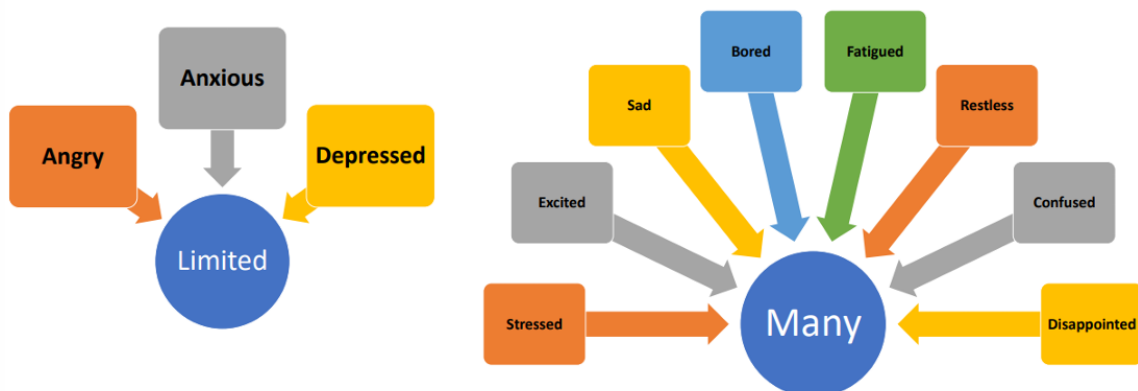 Anxious
Angry
Depressed
Limited
Bored
Fatigued
Sad
Restless
Excited
Confused
Stressed
Many
Disappointed